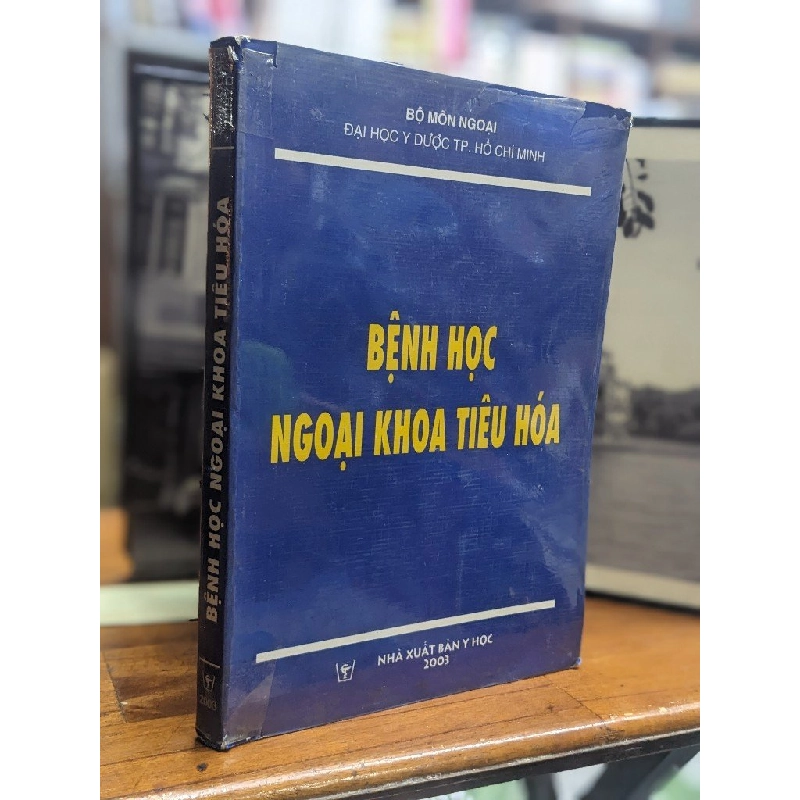 BỘ MÔN NGOẠI
ĐẠI HỌC Y DƯỢC TP. HỒ CHÍ MINH
BỆNH HỌC
NGOẠI KHOA TIÊU HÓA
NHÀ XUẤT BẢN Y HỌC
2003
BỆNH HỌC NGOẠI KHOA TIÊU HÓA
2003